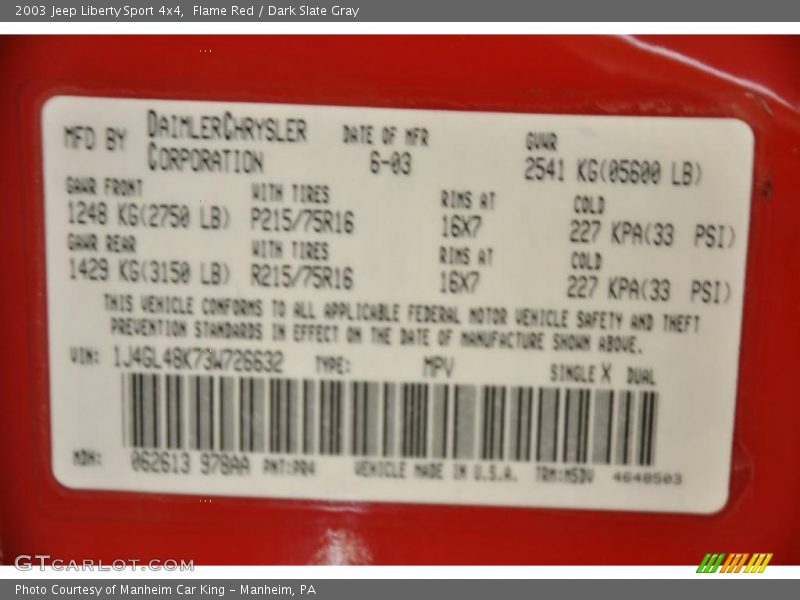 2003 Jeep Liberty Sport 4x4,  Flame Red / Dark Slate Gray
MFD BY DAIMLERCHRYSLER CORPORATION DATE OF MFR 6-03 GVWR 2541 KG(05600 LB)
GAWR FRONT WITH TIRES RIMS AT COLD
1248 KG(2750 LB) P215/75R16 16X7 227 KPA(33 PSI)
GAWR REAR WITH TIRES RIMS AT COLD
1429 KG(3150 LB) R215/75R16 16X7 227 KPA(33 PSI)
THIS VEHICLE CONFORMS TO ALL APPLICABLE FEDERAL MOTOR VEHICLE SAFETY AND THEFT
PREVENTION STANDARDS IN EFFECT ON THE DATE OF MANUFACTURE SHOWN ABOVE.
VIN: 1J4GL48K73W726632 TYPE: MPV SINGLE X DUAL
MDH: 062613 978AA PNT:PR4 VEHICLE MADE IN U.S.A. TRM:M5DV 4648503
GTCARLOT.COM
Photo Courtesy of Manheim Car King - Manheim, PA